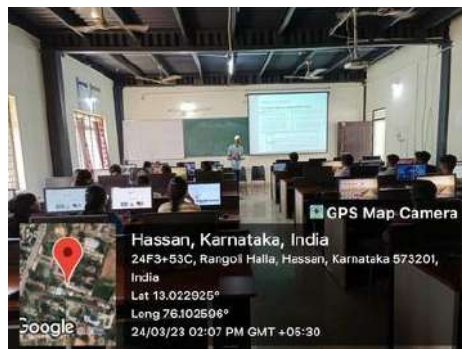 GPS Map Camera
Hassan, Karnataka, India
24F3+53C, Rangoli Halla, Hassan, Karnataka 573201,
India
Lat 13.022925°
Long 76.102596°
24/03/23 02:07 PM GMT +05:30
Google